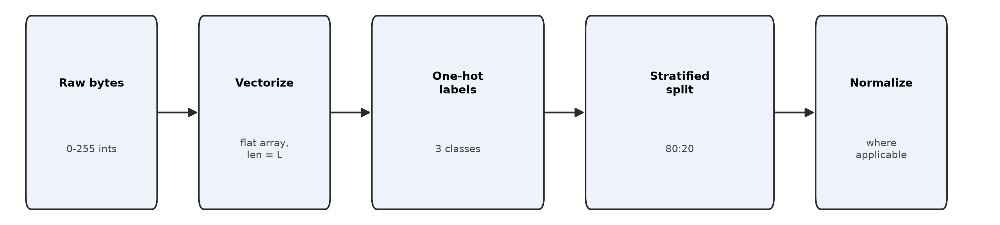 Raw bytes
0-255 ints
Vectorize
flat array,
len = L
One-hot
labels
3 classes
Stratified
split
80:20
Normalize
where
applicable